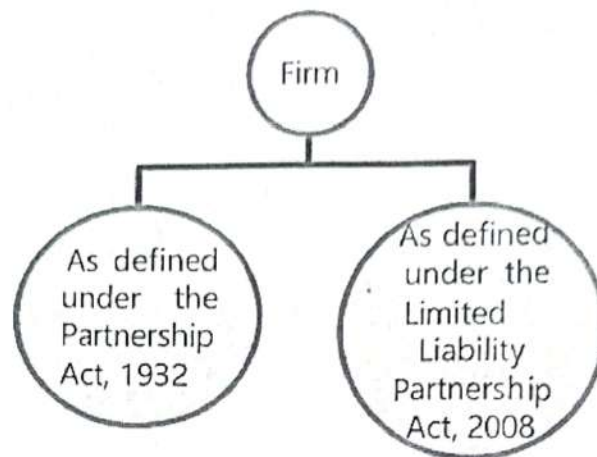 Firm
As defined
under the
Partnership
Act, 1932
As defined
under the
Limited
Liability
Partnership
Act, 2008